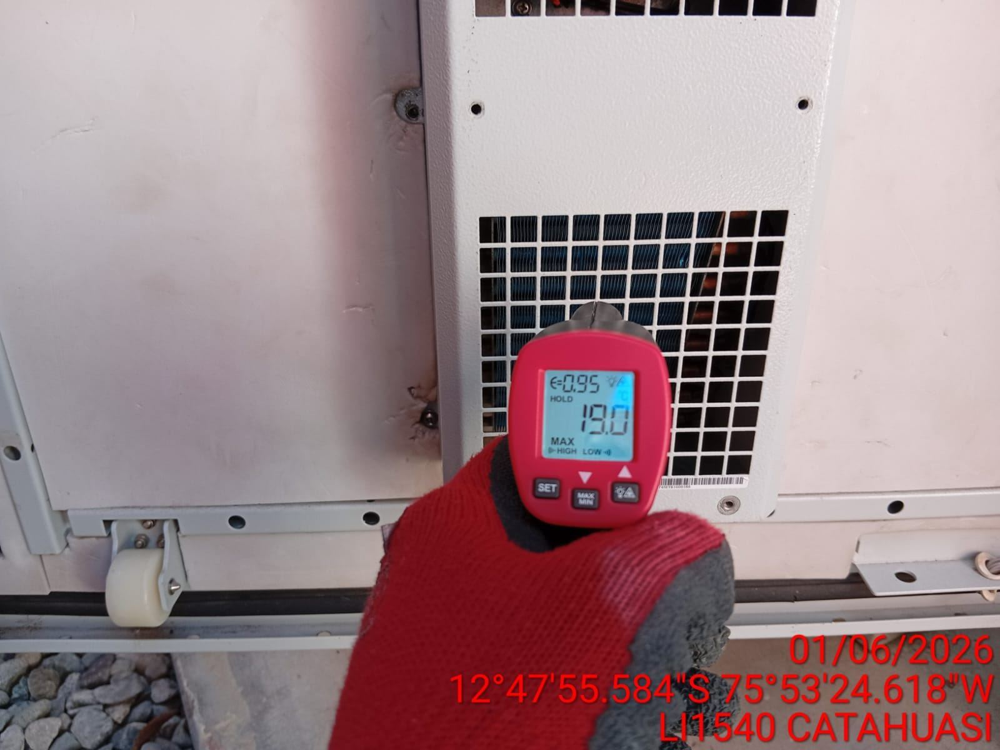 ϵ=0.95
°C
HOLD
19.0
MAX
HIGH LOW
SET
MAX
MIN
01/06/2026
12°47'55.584"S 75°53'24.618"W
LI1540 CATAHUASI